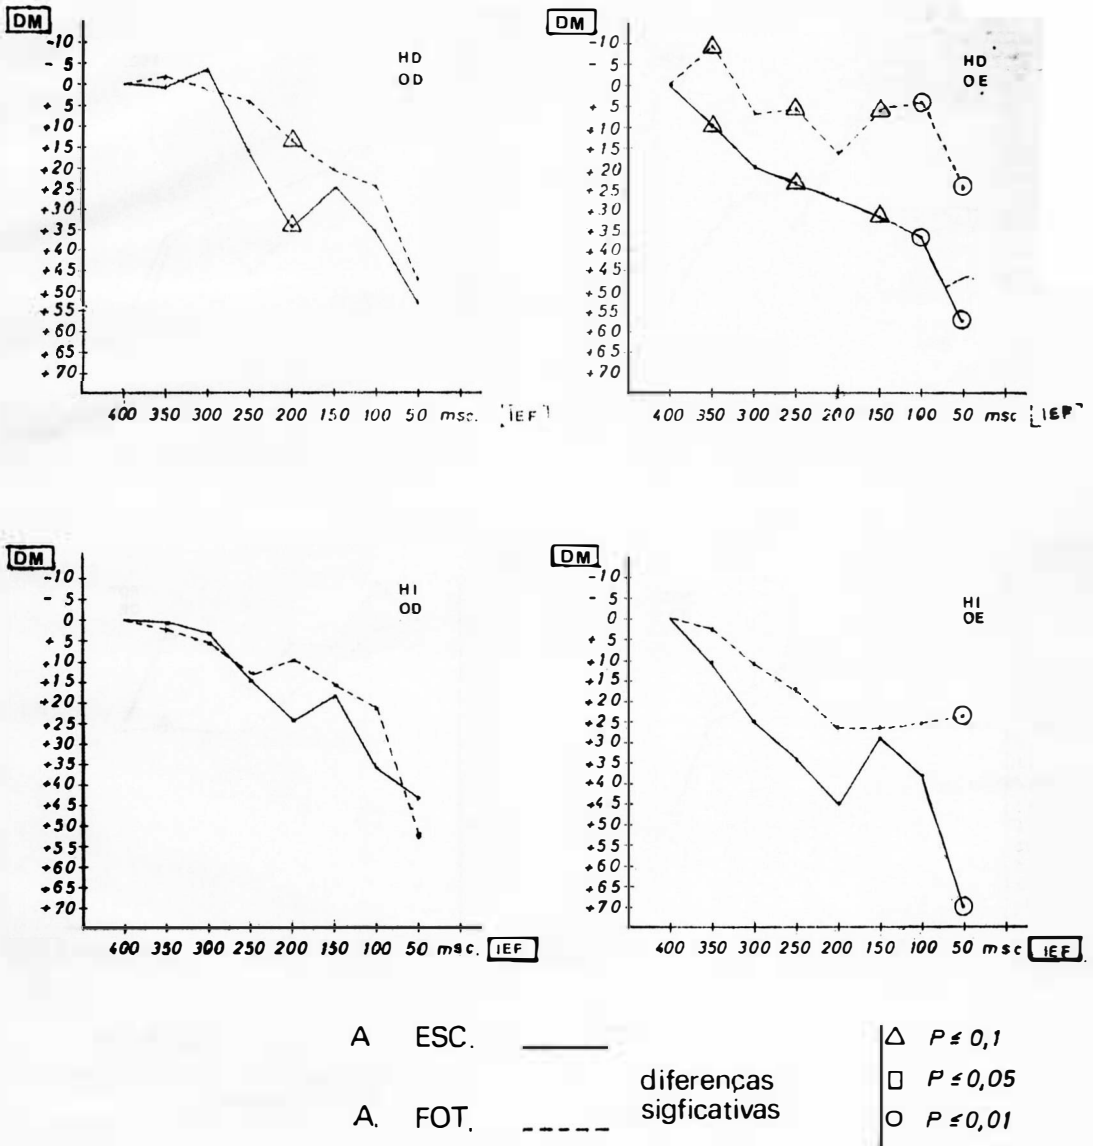 DM
-10
- 5
0
+ 5
+10
+15
+20
+25
+30
+35
+40
+45
+50
+55
+60
+65
+70
HD
OD
400 350 300 250 200 150 100 50 msc. IEF
DM
-10
- 5
0
+ 5
+10
+15
+20
+25
+30
+35
+40
+45
+50
+55
+60
+65
+70
HD
OE
400 350 300 250 200 150 100 50 msc IEF
DM
-10
- 5
0
+ 5
+10
+15
+20
+25
+30
+35
+40
+45
+50
+55
+60
+65
+70
HI
OD
400 350 300 250 200 150 100 50 msc. IEF
DM
-10
- 5
0
+ 5
+10
+15
+20
+25
+30
+35
+40
+45
+50
+55
+60
+65
+70
HI
OE
400 350 300 250 200 150 100 50 msc IEF.
A ESC.
A. FOT.
diferenças
sigficativas
△ P ≤ 0,1
□ P ≤ 0,05
○ P ≤ 0,01